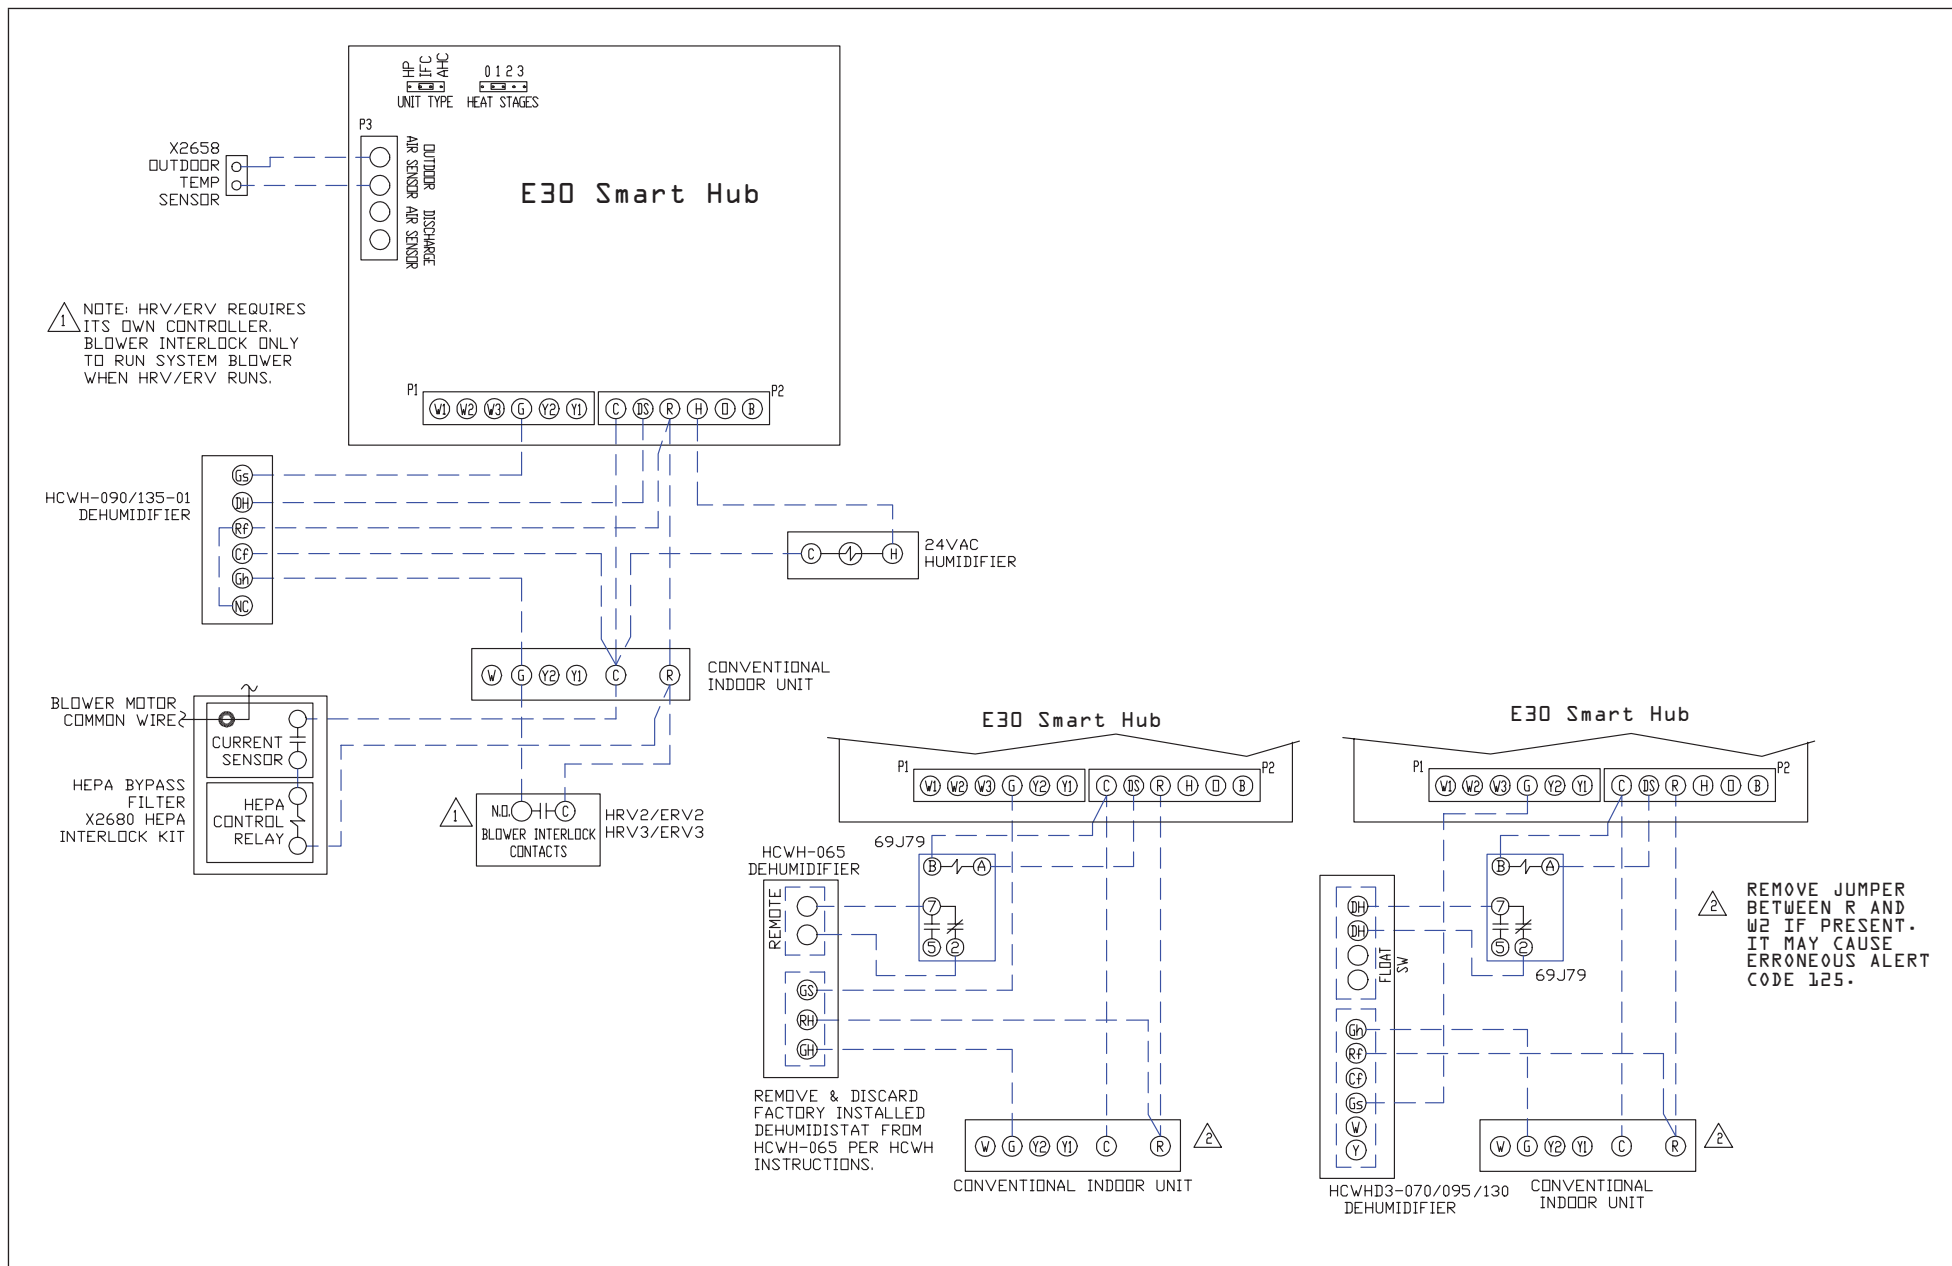 HP
IFC
AHC
UNIT TYPE
0 1 2 3
HEAT STAGES
P3
OUTDOOR
AIR SENSOR
DISCHARGE
AIR SENSOR
X2658
OUTDOOR
TEMP
SENSOR
E30 Smart Hub
1
NOTE: HRV/ERV REQUIRES
ITS OWN CONTROLLER.
BLOWER INTERLOCK ONLY
TO RUN SYSTEM BLOWER
WHEN HRV/ERV RUNS.
P1
W1 W2 W3 G Y2 Y1
C DS R H O B
P2
HCWH-090/135-01
DEHUMIDIFIER
Gs
DH
Rf
Cf
Gh
NC
C H
24VAC
HUMIDIFIER
W G Y2 Y1 C R
CONVENTIONAL
INDOOR UNIT
BLOWER MOTOR
COMMON WIRE
CURRENT
SENSOR
HEPA BYPASS
FILTER
X2680 HEPA
INTERLOCK KIT
HEPA
CONTROL
RELAY
1
N.O. C
BLOWER INTERLOCK
CONTACTS
HRV2/ERV2
HRV3/ERV3
E30 Smart Hub
P1
W1 W2 W3 G Y2 Y1
C DS R H O B
P2
69J79
B A
7
5 2
HCWH-065
DEHUMIDIFIER
REMOTE
GS
RH
GH
REMOVE & DISCARD
FACTORY INSTALLED
DEHUMIDISTAT FROM
HCWH-065 PER HCWH
INSTRUCTIONS.
W G Y2 Y1 C R
2
CONVENTIONAL INDOOR UNIT
E30 Smart Hub
P1
W1 W2 W3 G Y2 Y1
C DS R H O B
P2
B A
7
5 2
69J79
DH
DH
FLOAT
SW
Gh
Rf
Cf
Gs
W
Y
HCWHD3-070/095/130
DEHUMIDIFIER
W G Y2 Y1 C R
2
CONVENTIONAL
INDOOR UNIT
2
REMOVE JUMPER
BETWEEN R AND
W2 IF PRESENT.
IT MAY CAUSE
ERRONEOUS ALERT
CODE 125.